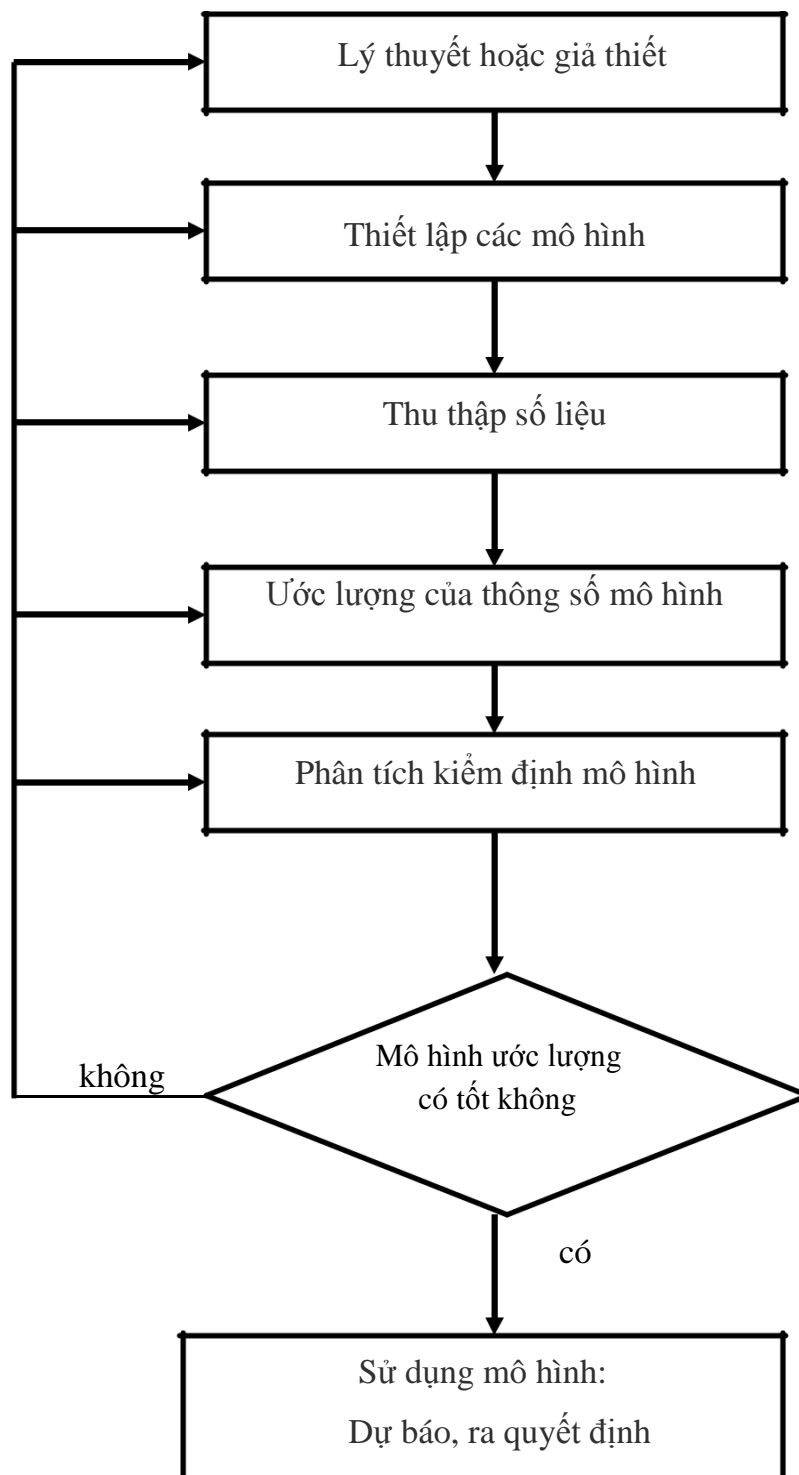 Lý thuyết hoặc giả thiết
Thiết lập các mô hình
Thu thập số liệu
Ước lượng của thông số mô hình
Phân tích kiểm định mô hình
Mô hình ước lượng
có tốt không
không
có
Sử dụng mô hình:
Dự báo, ra quyết định